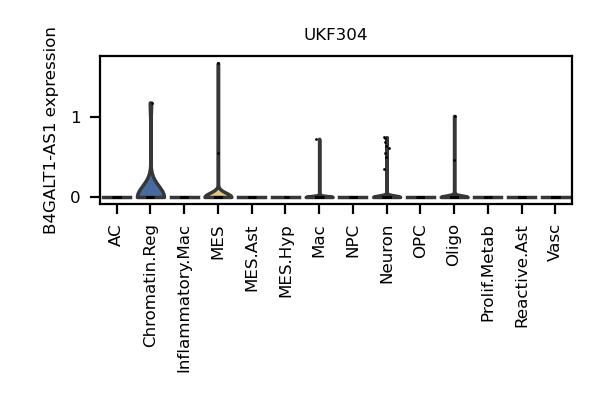 UKF304
B4GALT1-AS1 expression
1
0
AC
Chromatin.Reg
Inflammatory.Mac
MES
MES.Ast
MES.Hyp
Mac
NPC
Neuron
OPC
Oligo
Prolif.Metab
Reactive.Ast
Vasc